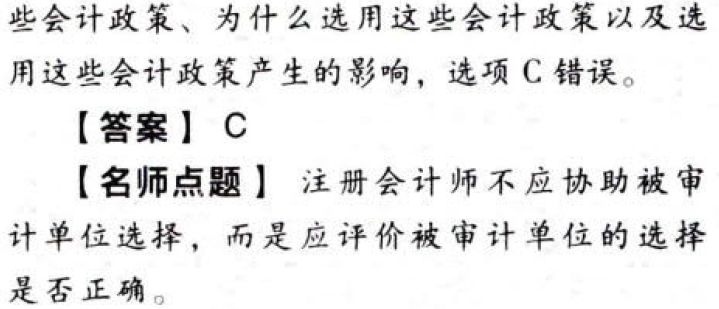 些会计政策、为什么选用这些会计政策以及选
用这些会计政策产生的影响，选项 C 错误。
【答案】 C
【名师点题】 注册会计师不应协助被审
计单位选择，而是应评价被审计单位的选择
是否正确。